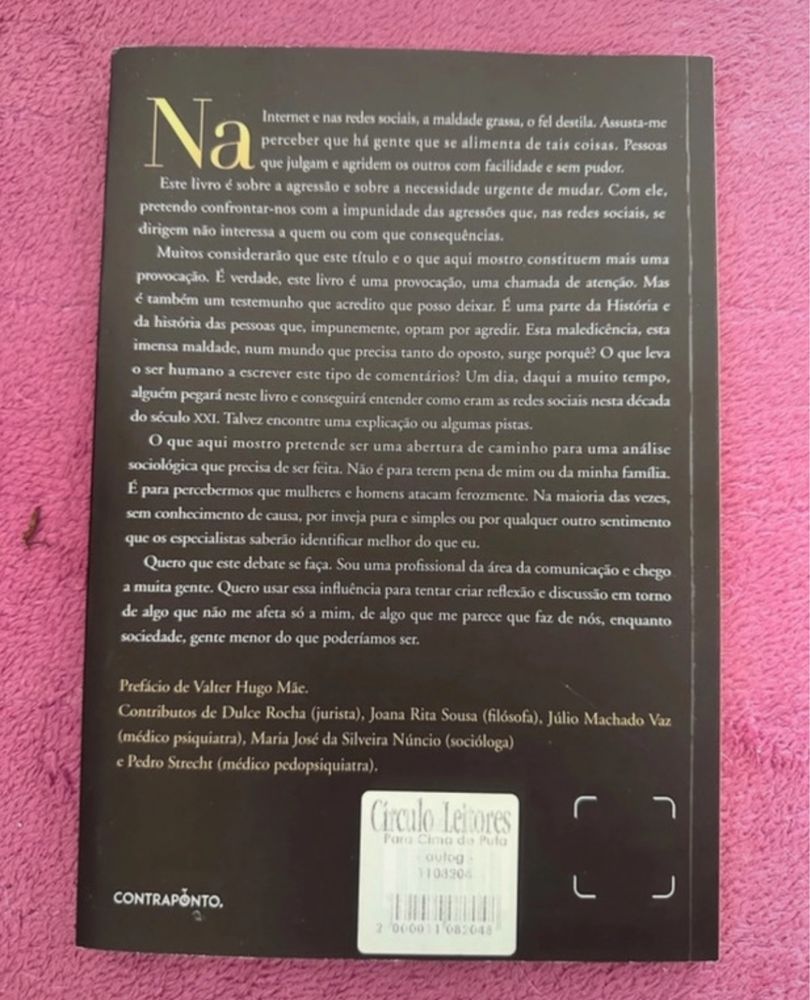 Na Internet e nas redes sociais, a maldade grassa, o fel destila. Assusta-me
perceber que há gente que se alimenta de tais coisas. Pessoas
que julgam e agridem os outros com facilidade e sem pudor.
Este livro é sobre a agressão e sobre a necessidade urgente de mudar. Com ele,
pretendo confrontar-nos com a impunidade das agressões que, nas redes sociais, se
dirigem não interessa a quem ou com que consequências.
Muitos considerarão que este título e o que aqui mostro constituem mais uma
provocação. É verdade, este livro é uma provocação, uma chamada de atenção. Mas
é também um testemunho que acredito que posso deixar. É uma parte da História e
da história das pessoas que, impunemente, optam por agredir. Esta maledicência, esta
imensa maldade, num mundo que precisa tanto do oposto, surge porquê? O que leva
o ser humano a escrever este tipo de comentários? Um dia, daqui a muito tempo,
alguém pegará neste livro e conseguirá entender como eram as redes sociais nesta década
do século XXI. Talvez encontre uma explicação ou algumas pistas.
O que aqui mostro pretende ser uma abertura de caminho para uma análise
sociológica que precisa de ser feita. Não é para terem pena de mim ou da minha família.
É para percebermos que mulheres e homens atacam ferozmente. Na maioria das vezes,
sem conhecimento de causa, por inveja pura e simples ou por qualquer outro sentimento
que os especialistas saberão identificar melhor do que eu.
Quero que este debate se faça. Sou uma profissional da área da comunicação e chego
a muita gente. Quero usar essa influência para tentar criar reflexão e discussão em torno
de algo que não me afeta só a mim, de algo que me parece que faz de nós, enquanto
sociedade, gente menor do que poderíamos ser.
Prefácio de Valter Hugo Mãe.
Contributos de Dulce Rocha (jurista), Joana Rita Sousa (filósofa), Júlio Machado Vaz
(médico psiquiatra), Maria José da Silveira Núncio (socióloga)
e Pedro Strecht (médico pedopsiquiatra).
Círculo Leitores
Para Cima de Puta
- autog -
1108204
2 000011 082048
CONTRAPONTO.